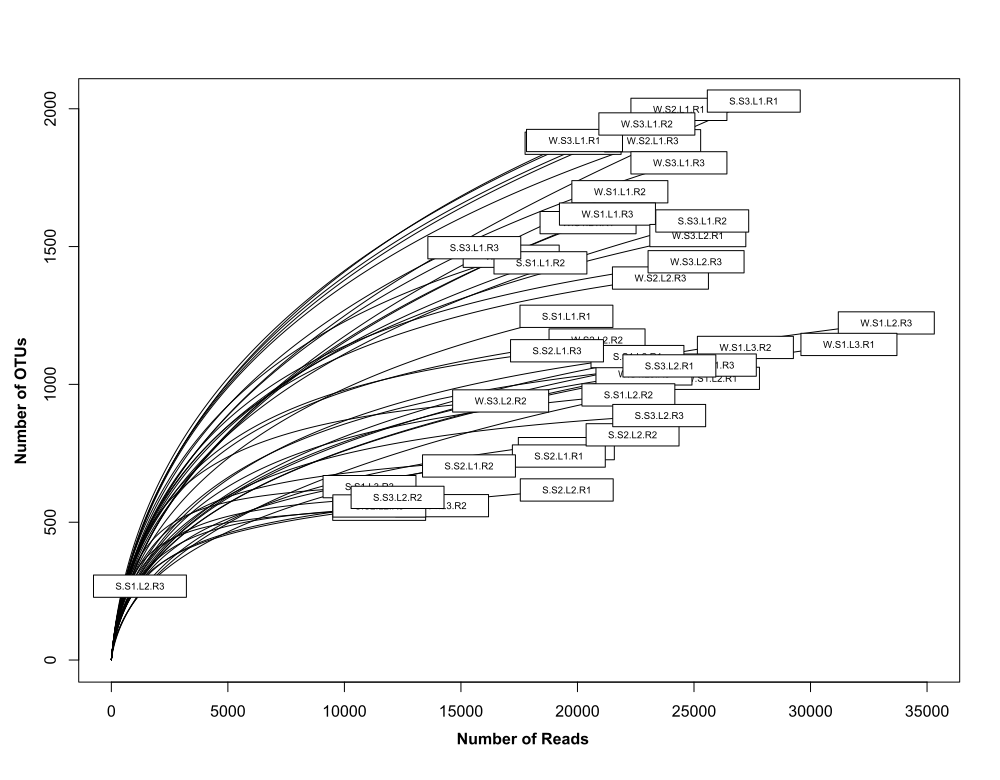 2000
1500
1000
500
0
Number of OTUs
S.S3.L1.R1
W.S2.L1.R1
W.S3.L1.R2
W.S3.L1.R1
W.S2.L1.R3
W.S3.L1.R3
W.S1.L1.R2
W.S1.L1.R3
S.S3.L1.R2
W.S3.L2.R1
S.S3.L1.R3
S.S1.L1.R2
W.S3.L2.R3
W.S2.L2.R3
S.S1.L1.R1
W.S1.L2.R3
S.S2.L1.R3
W.S1.L3.R2
W.S1.L3.R1
S.S3.L2.R1
S.S1.L2.R2
W.S3.L2.R2
S.S3.L2.R3
S.S2.L2.R2
S.S2.L1.R1
S.S2.L1.R2
S.S2.L2.R1
S.S3.L2.R2
S.S1.L2.R3
0 5000 10000 15000 20000 25000 30000 35000
Number of Reads